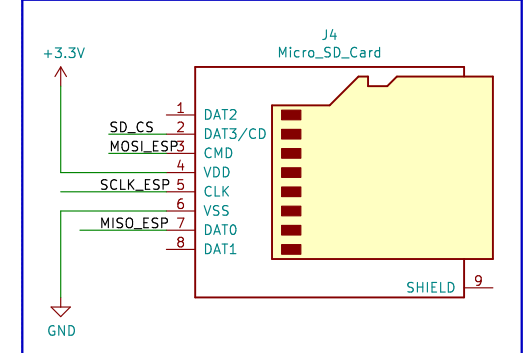 J4
Micro_SD_Card
+3.3V
1 DAT2
SD_CS 2 DAT3/CD
MOSI_ESP 3 CMD
4 VDD
SCLK_ESP 5 CLK
6 VSS
MISO_ESP 7 DAT0
8 DAT1
SHIELD 9
GND